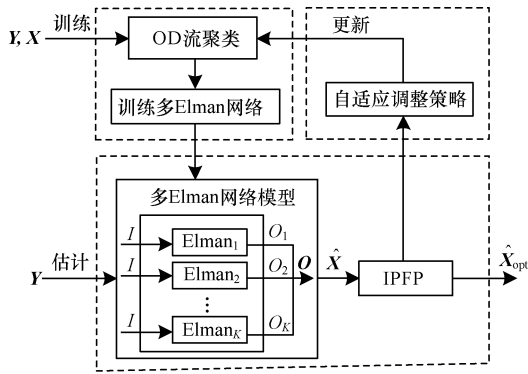 Y, X 训练 OD流聚类 更新
训练多Elman网络 自适应调整策略
多Elman网络模型
I Elman₁ O₁
Y 估计 I Elman₂ O₂ O X̂ IPFP X̂opt
⋮
I Elman_K O_K